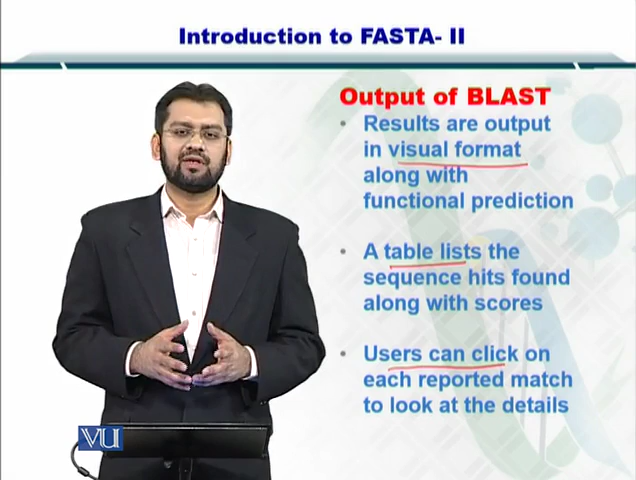 Introduction to FASTA- II
Output of BLAST
• Results are output
in visual format
along with
functional prediction
• A table lists the
sequence hits found
along with scores
• Users can click on
each reported match
to look at the details
VU